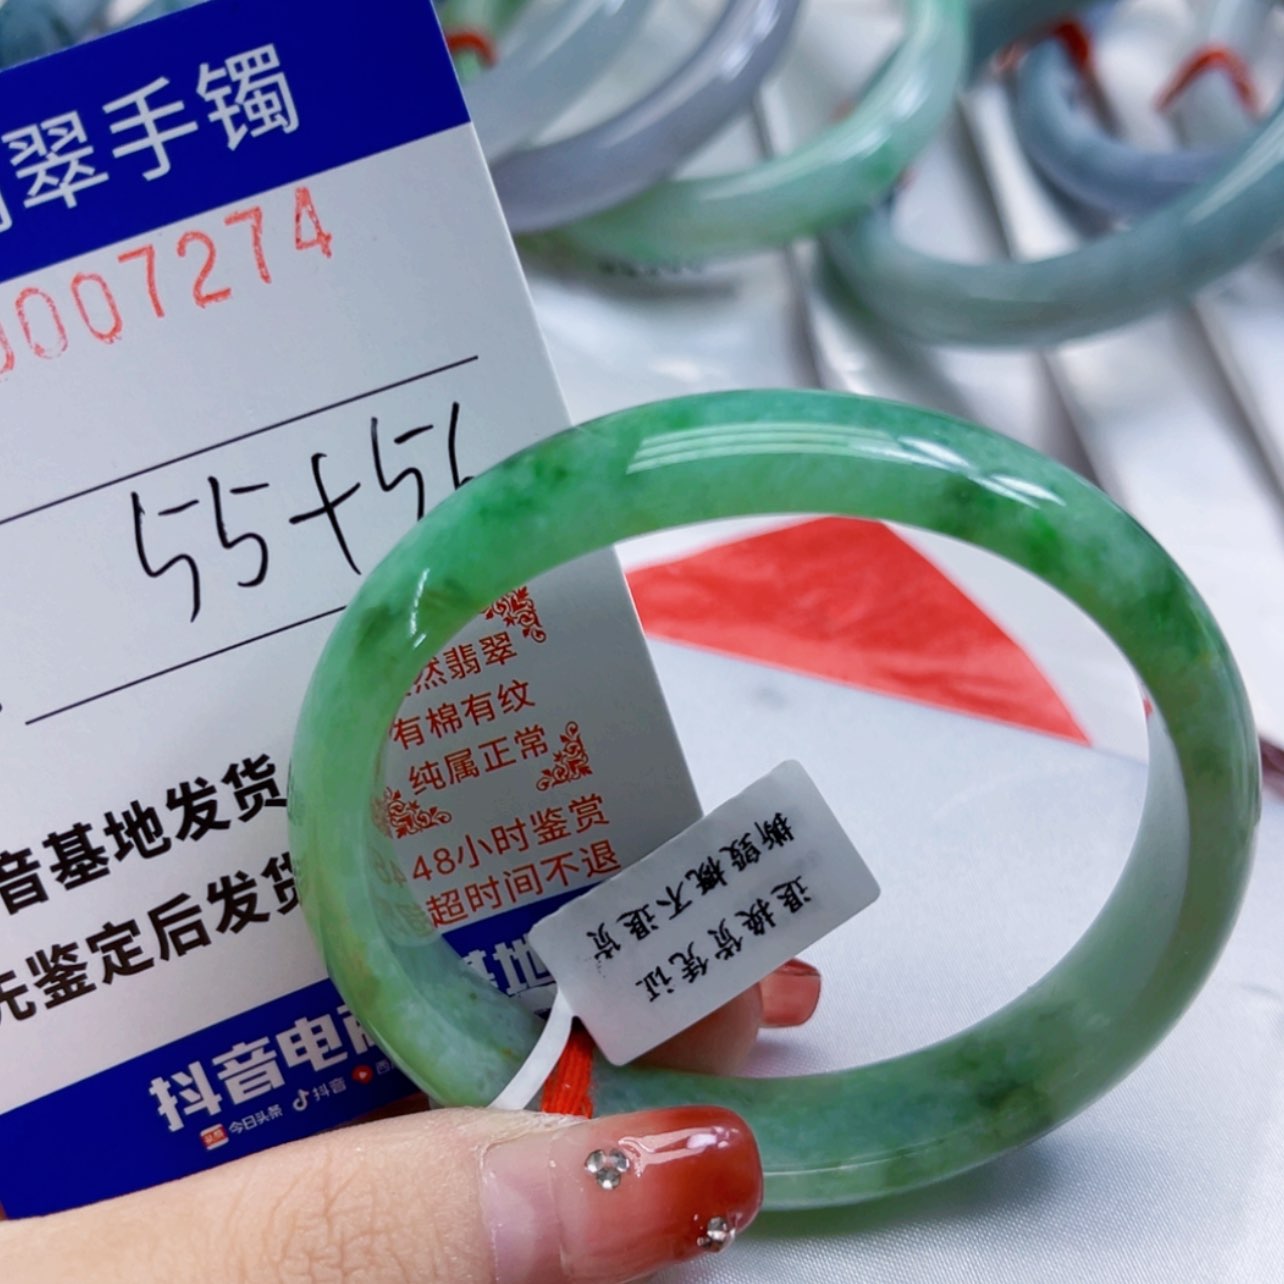 翠手镯
007274
55+56
然翡翠
有棉有纹
纯属正常
48小时鉴赏
超时间不退
音基地发货
先鉴定后发货
基地
抖音电商
今日头条 抖音
退换货凭证
撕毁概不退货